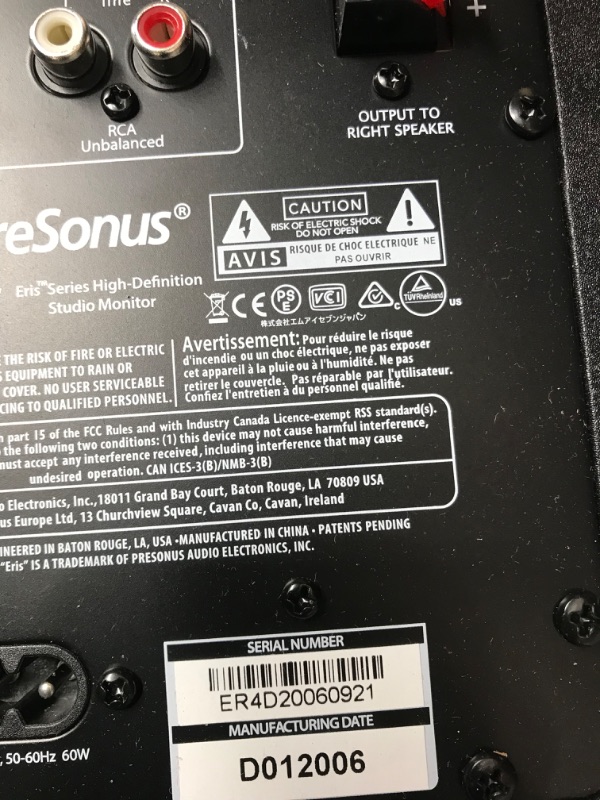 +
RCA
Unbalanced
OUTPUT TO
RIGHT SPEAKER
reSonus®
Eris™Series High-Definition
Studio Monitor
CAUTION
RISK OF ELECTRIC SHOCK
DO NOT OPEN
AVIS RISQUE DE CHOC ELECTRIQUE NE
PAS OUVRIR
CE PSE VCCI C TÜVRheinland US
株式会社エムアイセブンジャパン
THE RISK OF FIRE OR ELECTRIC
EQUIPMENT TO RAIN OR
COVER. NO USER SERVICEABLE
CING TO QUALIFIED PERSONNEL.
Avertissement: Pour réduire le risque
d'incendie ou un choc électrique, ne pas exposer
cet appareil à la pluie ou à l'humidité. Ne pas
retirer le couvercle. Pas réparable par l'utilisateur.
Confiez l'entretien à du personnel qualifié.
part 15 of the FCC Rules and with Industry Canada Licence-exempt RSS standard(s).
the following two conditions: (1) this device may not cause harmful interference,
must accept any interference received, including interference that may cause
undesired operation. CAN ICES-3(B)/NMB-3(B)
o Electronics, Inc.,18011 Grand Bay Court, Baton Rouge, LA 70809 USA
us Europe Ltd, 13 Churchview Square, Cavan Co, Cavan, Ireland
INEERED IN BATON ROUGE, LA, USA •MANUFACTURED IN CHINA • PATENTS PENDING
"Eris" IS A TRADEMARK OF PRESONUS AUDIO ELECTRONICS, INC.
, 50-60Hz 60W
SERIAL NUMBER
ER4D20060921
MANUFACTURING DATE
D012006